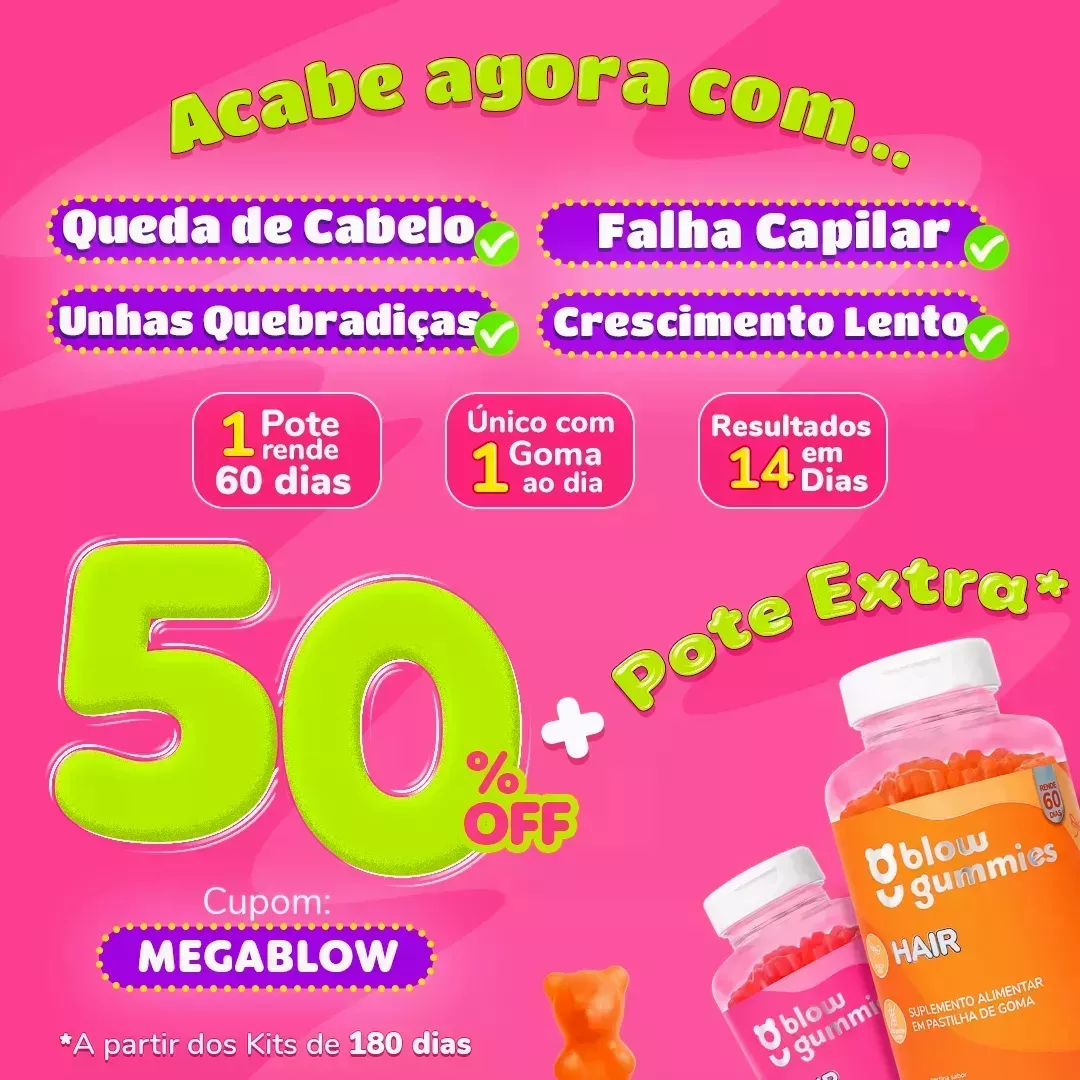 Acabe agora com...
Queda de Cabelo
Falha Capilar
Unhas Quebradiças
Crescimento Lento
1 Pote
rende
60 dias
Único com
1 Goma
ao dia
Resultados
14 em
Dias
50
%
OFF
+
Pote Extra*
Cupom:
MEGABLOW
*A partir dos Kits de 180 dias
RENDE
60
DIAS
blow
gummies
HAIR
SUPLEMENTO ALIMENTAR
EM PASTILHA DE GOMA
blow